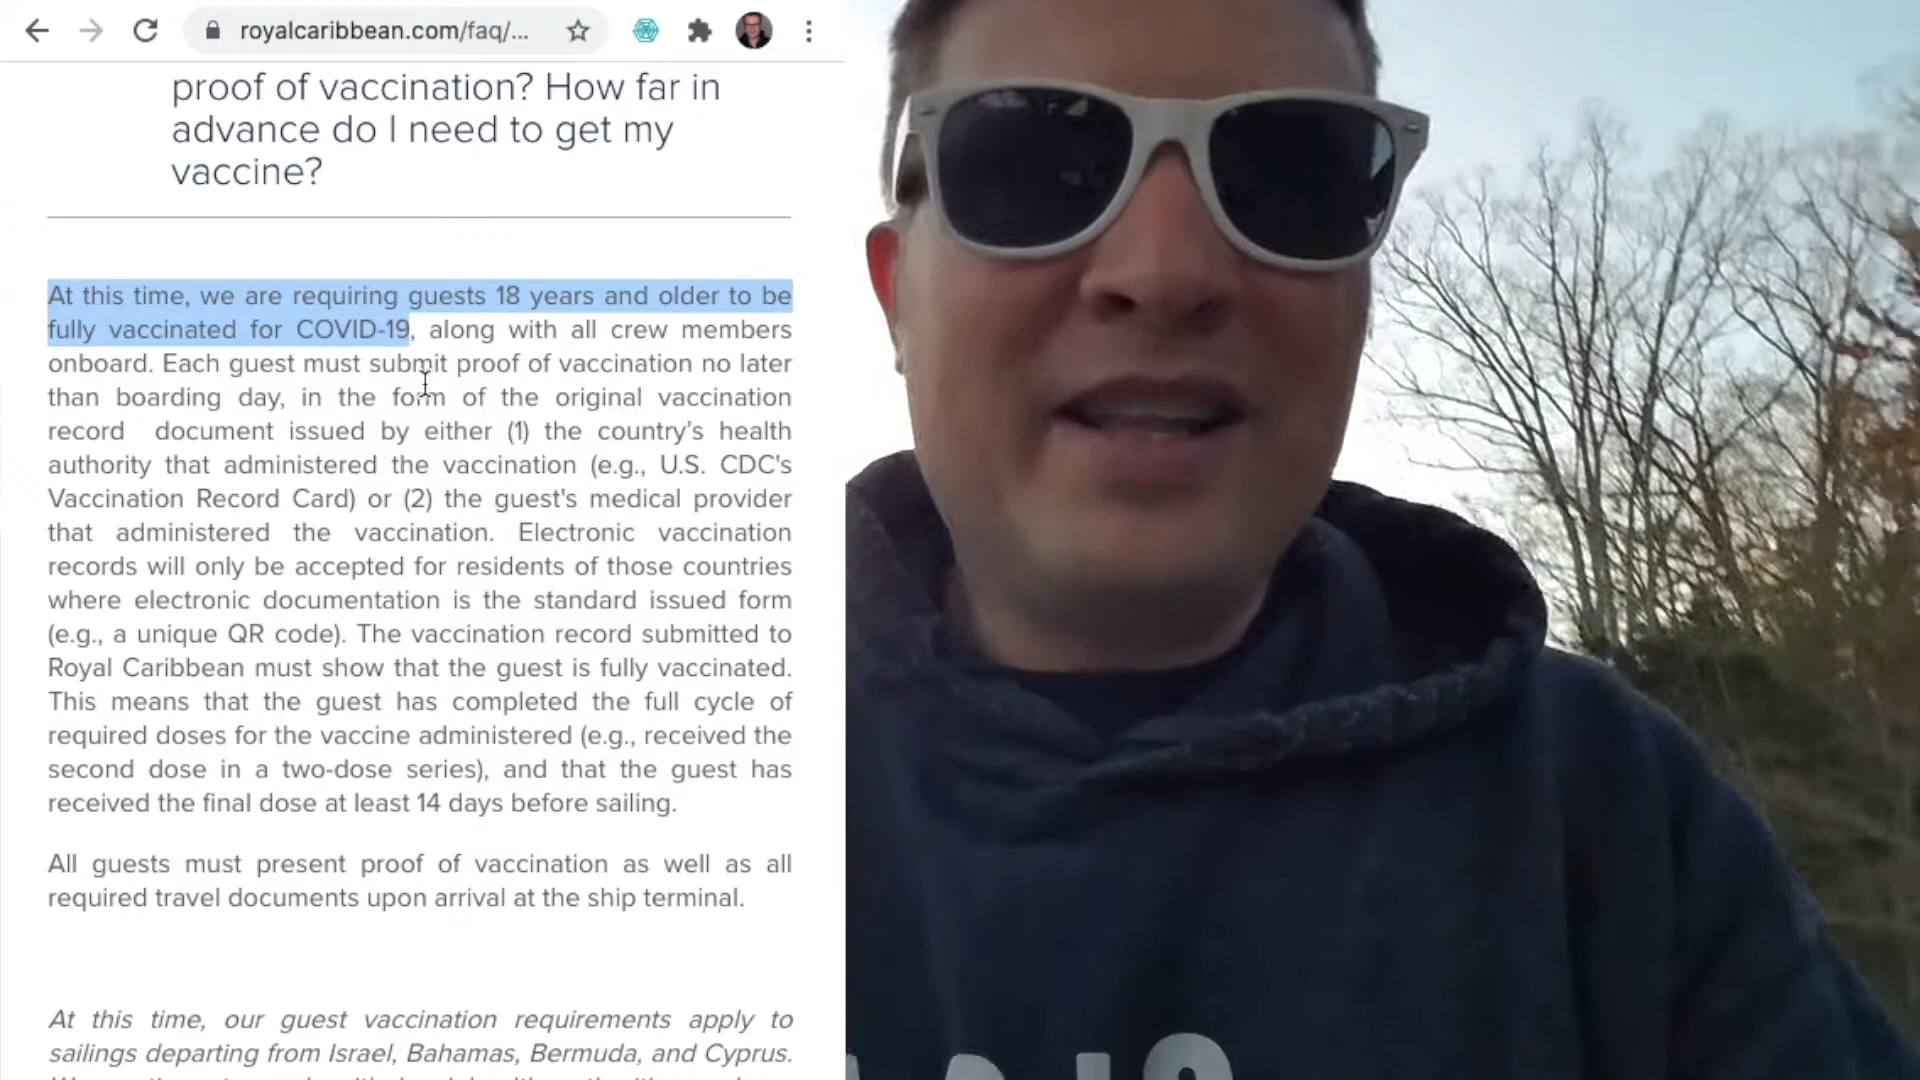 royalcaribbean.com/faq/...
proof of vaccination? How far in
advance do I need to get my
vaccine?
At this time, we are requiring guests 18 years and older to be
fully vaccinated for COVID-19, along with all crew members
onboard. Each guest must submit proof of vaccination no later
than boarding day, in the form of the original vaccination
record document issued by either (1) the country's health
authority that administered the vaccination (e.g., U.S. CDC's
Vaccination Record Card) or (2) the guest's medical provider
that administered the vaccination. Electronic vaccination
records will only be accepted for residents of those countries
where electronic documentation is the standard issued form
(e.g., a unique QR code). The vaccination record submitted to
Royal Caribbean must show that the guest is fully vaccinated.
This means that the guest has completed the full cycle of
required doses for the vaccine administered (e.g., received the
second dose in a two-dose series), and that the guest has
received the final dose at least 14 days before sailing.
All guests must present proof of vaccination as well as all
required travel documents upon arrival at the ship terminal.
At this time, our guest vaccination requirements apply to
sailings departing from Israel, Bahamas, Bermuda, and Cyprus.